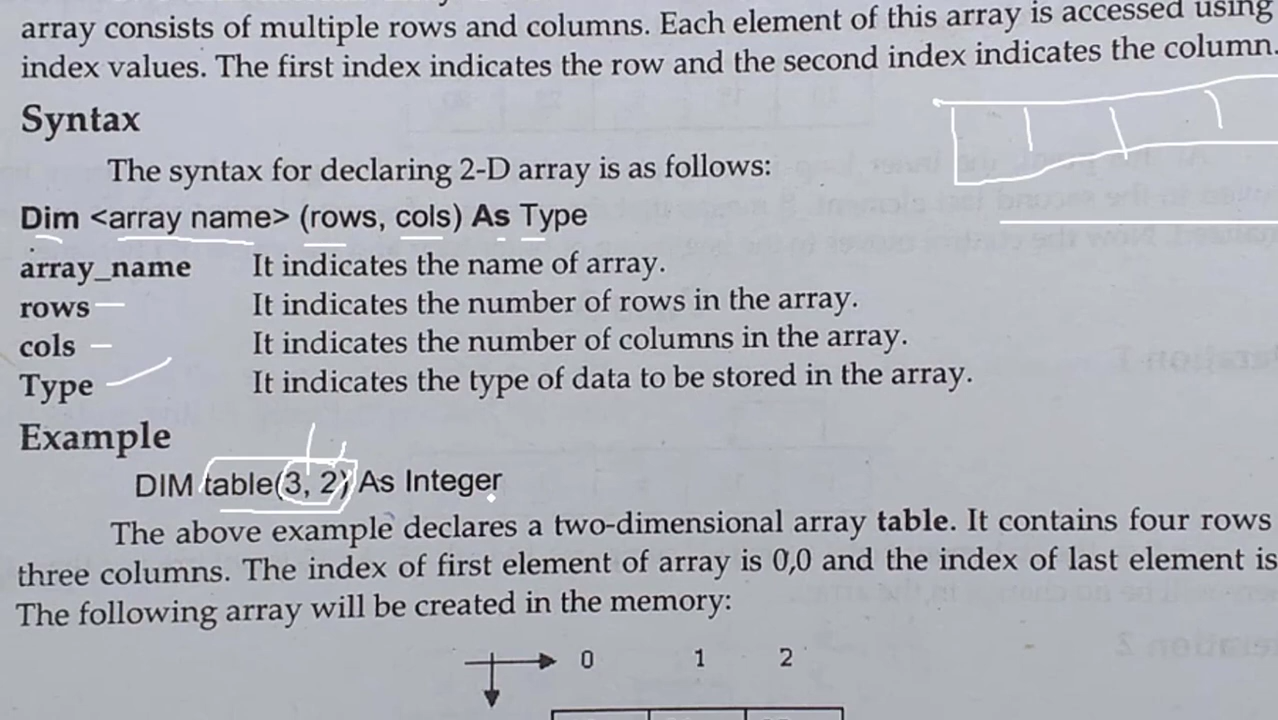 array consists of multiple rows and columns. Each element of this array is accessed using
index values. The first index indicates the row and the second index indicates the column.
Syntax
The syntax for declaring 2-D array is as follows:
Dim <array name> (rows, cols) As Type
array_name It indicates the name of array.
rows It indicates the number of rows in the array.
cols It indicates the number of columns in the array.
Type It indicates the type of data to be stored in the array.
Example
DIM table(3, 2) As Integer
The above example declares a two-dimensional array table. It contains four rows
three columns. The index of first element of array is 0,0 and the index of last element is
The following array will be created in the memory:
0 1 2